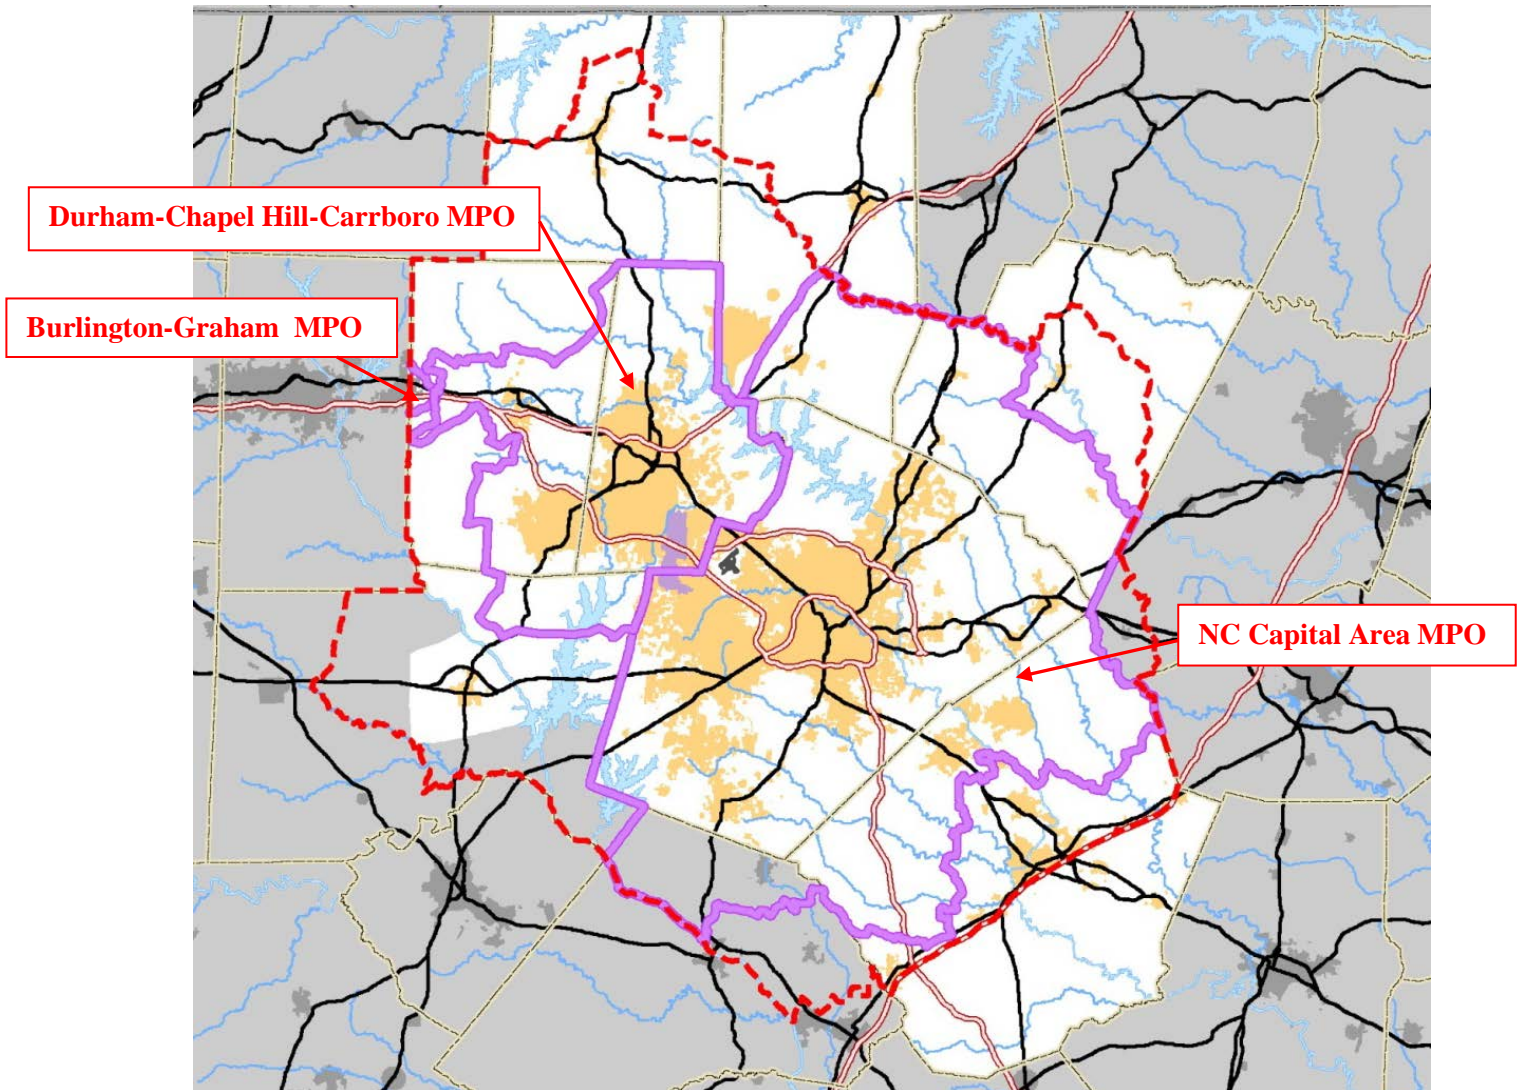 Durham-Chapel Hill-Carrboro MPO
Burlington-Graham  MPO
NC Capital Area MPO